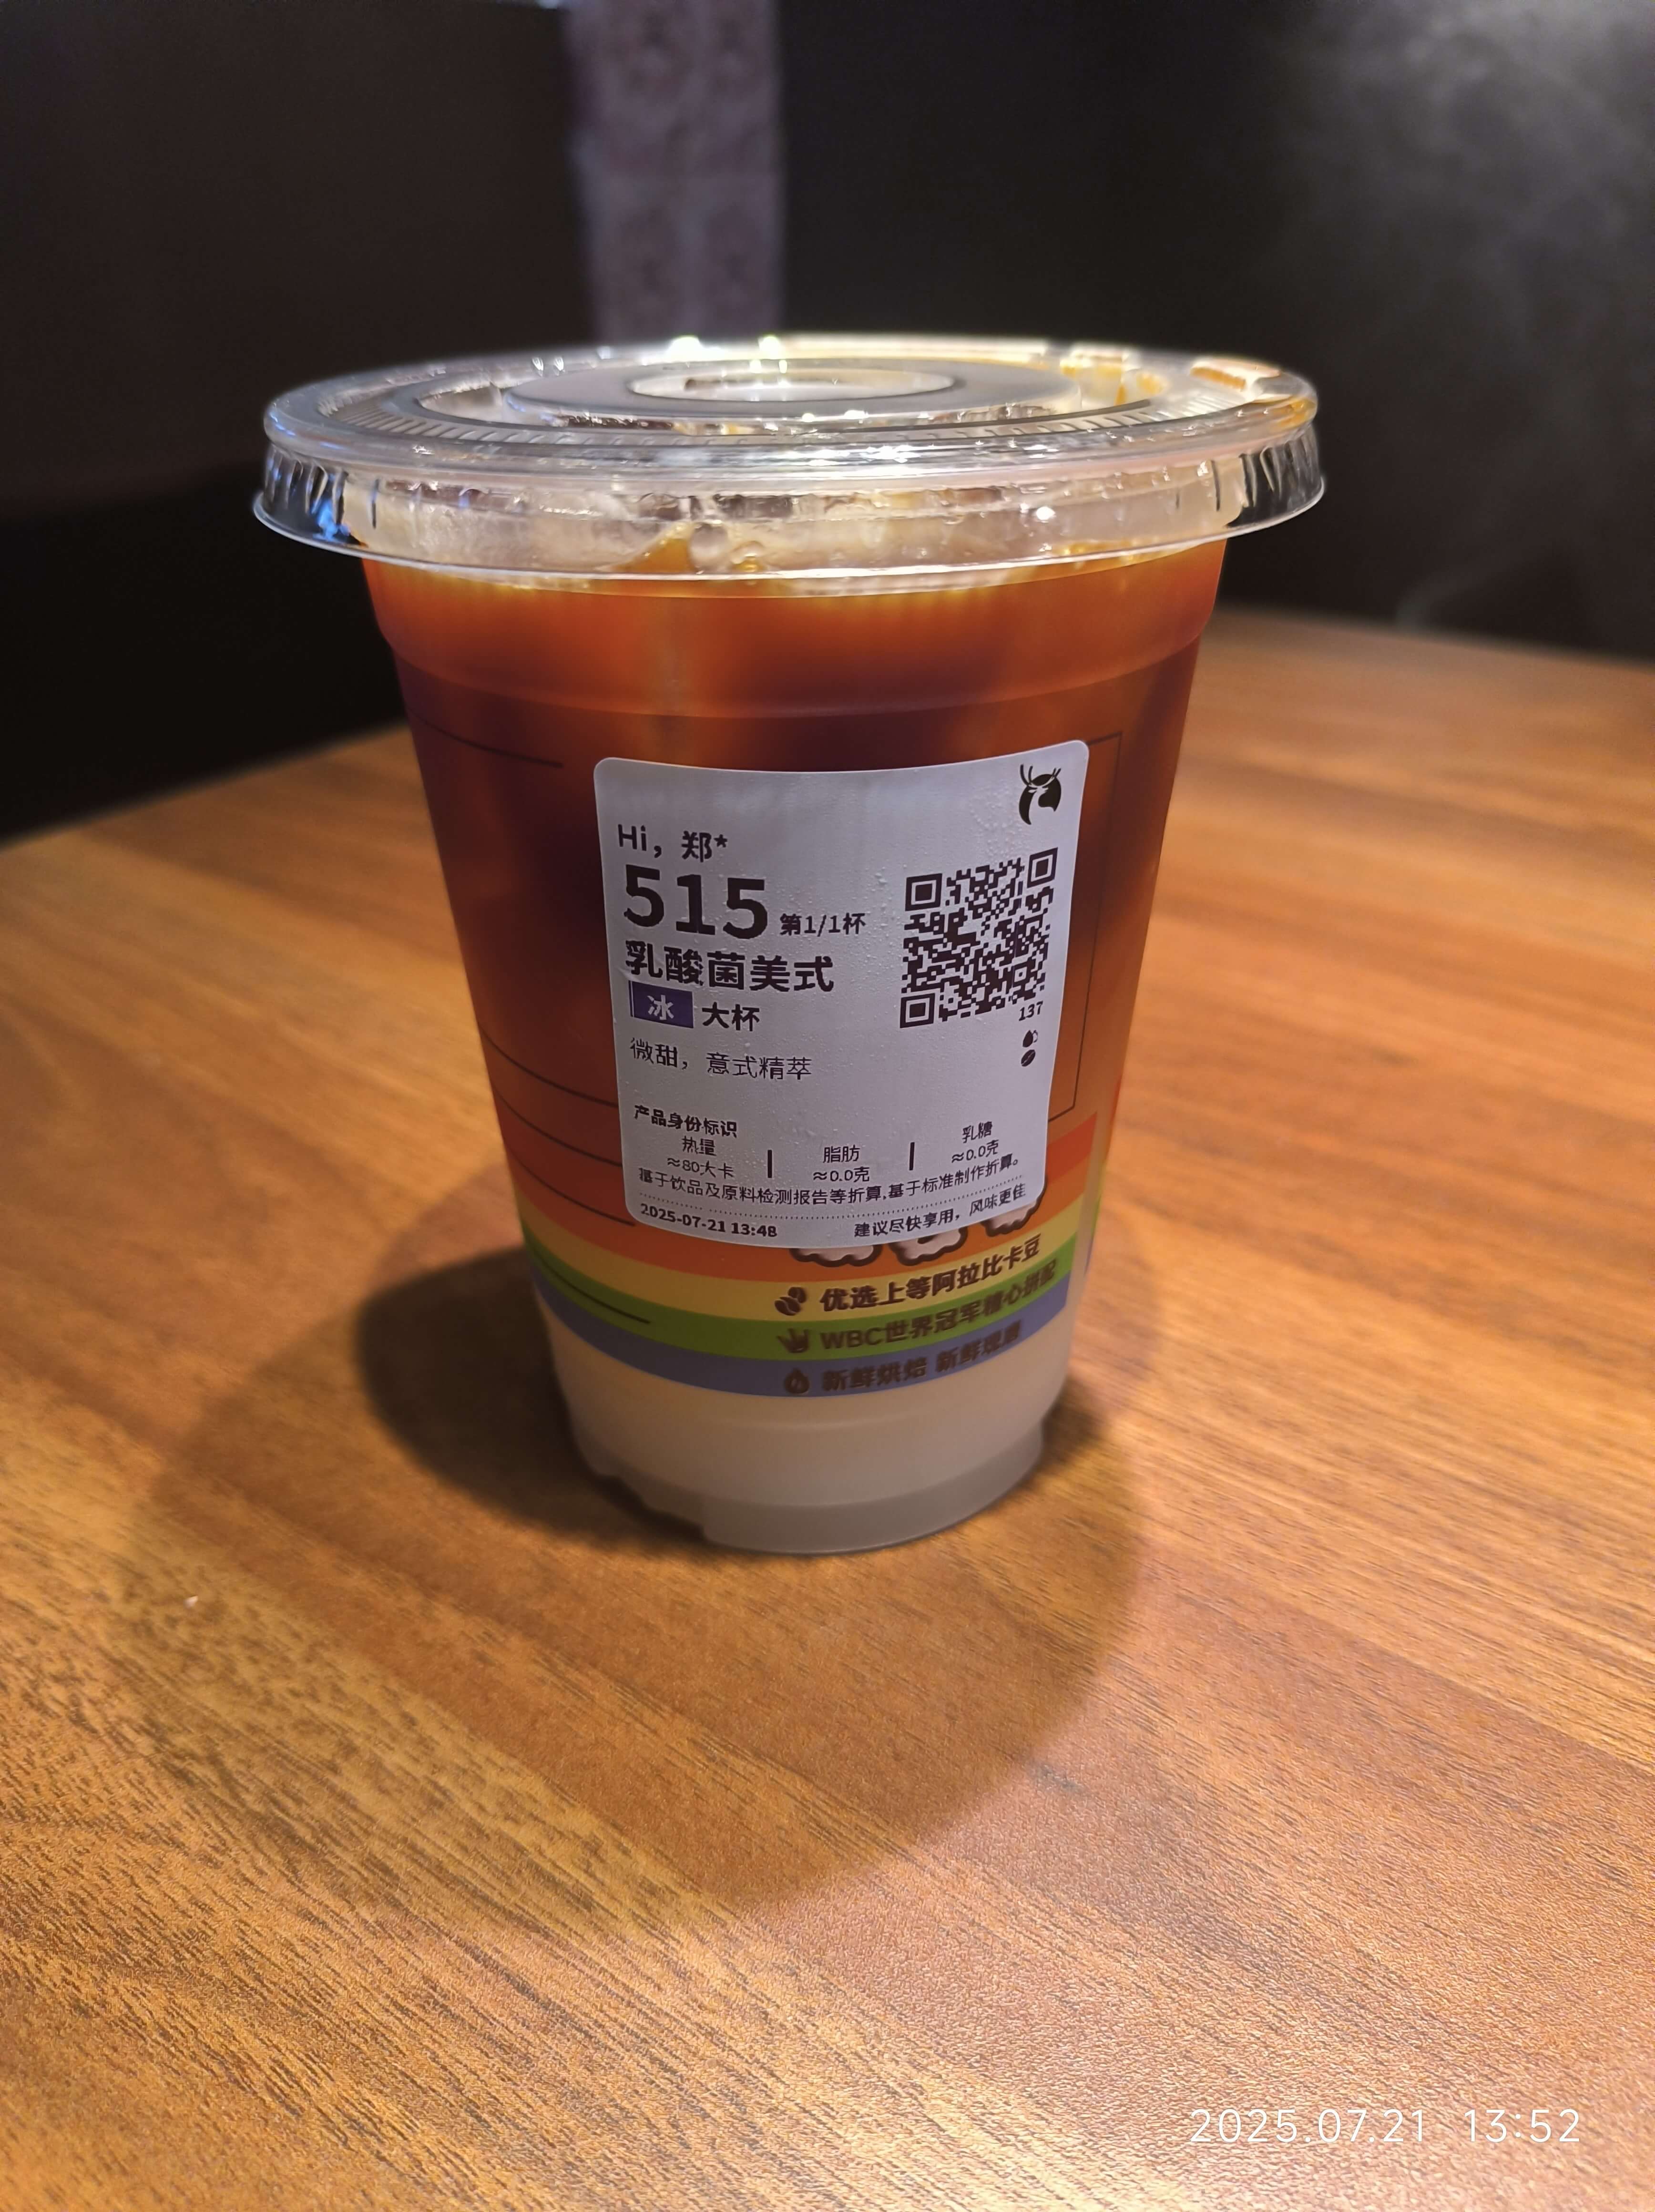 Hi，郑*
515 第1/1杯
乳酸菌美式
冰 大杯
137
微甜，意式精萃
产品身份标识
热量 脂肪 乳糖
≈80大卡 ≈0.0克 ≈0.0克
基于饮品及原料检测报告等折算,基于标准制作折算。
2025-07-21 13:48 建议尽快享用，风味更佳
优选上等阿拉比卡豆
WBC世界冠军精心拼配
新鲜烘焙 新鲜现磨
2025.07.21 13:52